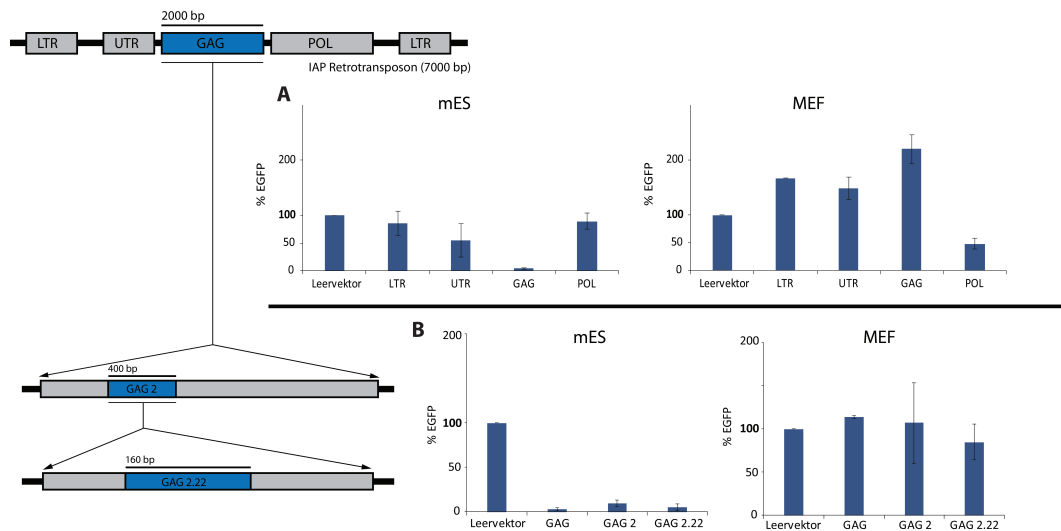 2000 bp
LTR UTR GAG POL LTR
IAP Retrotransposon (7000 bp)
A
mES
% EGFP
200
100
50
0
Leervektor LTR UTR GAG POL
MEF
% EGFP
200
100
50
0
Leervektor LTR UTR GAG POL
B
mES
% EGFP
200
100
50
0
Leervektor GAG GAG 2 GAG 2.22
MEF
% EGFP
200
100
50
0
Leervektor GAG GAG 2 GAG 2.22
400 bp
GAG 2
160 bp
GAG 2.22